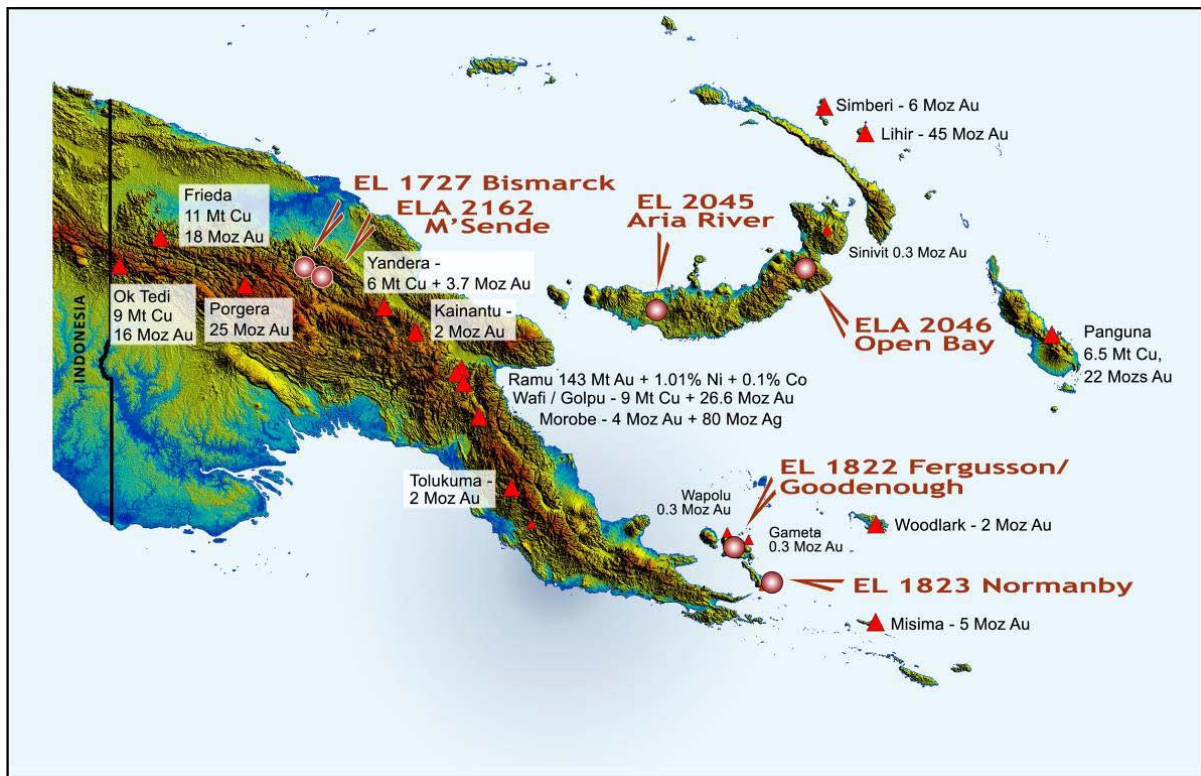 Simberi - 6 Moz Au
Lihir - 45 Moz Au
EL 1727 Bismarck
ELA 2162
M'Sende
EL 2045
Aria River
Frieda
11 Mt Cu
18 Moz Au
Sinivit 0.3 Moz Au
Yandera -
6 Mt Cu + 3.7 Moz Au
Ok Tedi
9 Mt Cu
16 Moz Au
Porgera
25 Moz Au
Kainantu -
2 Moz Au
ELA 2046
Open Bay
Panguna
6.5 Mt Cu,
22 Mozs Au
INDONESIA
Ramu 143 Mt Au + 1.01% Ni + 0.1% Co
Wafi / Golpu - 9 Mt Cu + 26.6 Moz Au
Morobe - 4 Moz Au + 80 Moz Ag
Tolukuma -
2 Moz Au
EL 1822 Fergusson/
Goodenough
Wapolu
0.3 Moz Au
Gameta
0.3 Moz Au
Woodlark - 2 Moz Au
EL 1823 Normanby
Misima - 5 Moz Au